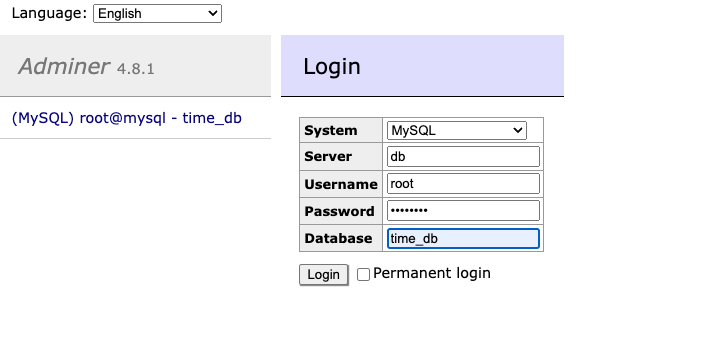 Language: English
Adminer 4.8.1
(MySQL) root@mysql - time_db
Login
System MySQL
Server db
Username root
Password ••••••••
Database time_db
Login Permanent login